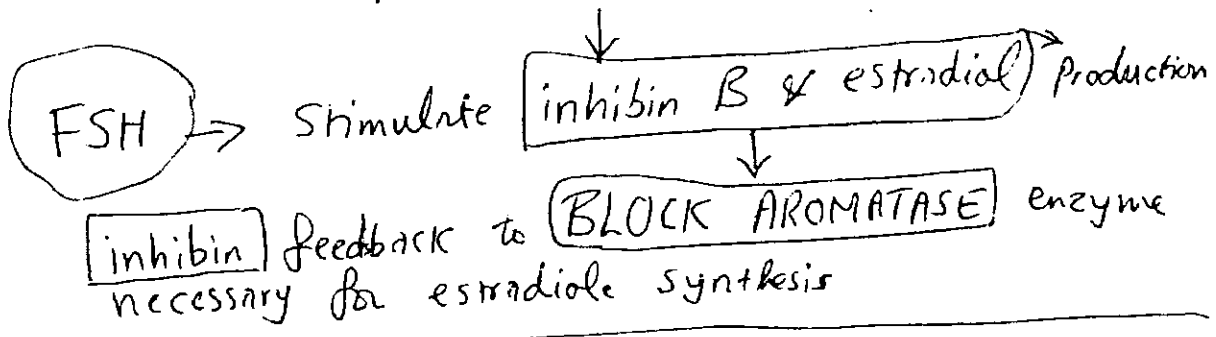 FSH → Stimulate inhibin B & estradiol Production
inhibin feedback to BLOCK AROMATASE enzyme
necessary for estradiole synthesis